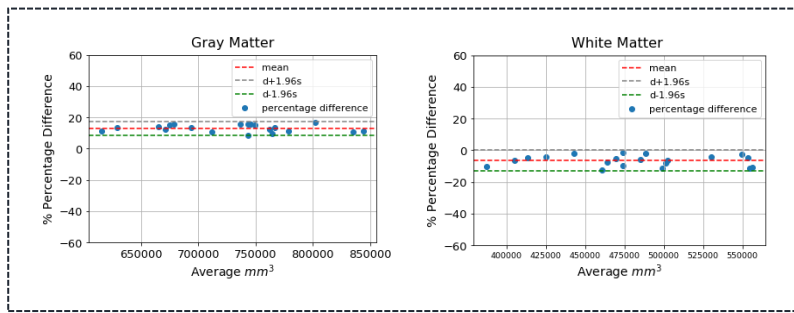 Gray Matter
% Percentage Difference
60
40
20
0
−20
−40
−60
mean
d+1.96s
d-1.96s
percentage difference
650000 700000 750000 800000 850000
Average mm³
White Matter
% Percentage Difference
60
40
20
0
−20
−40
−60
mean
d+1.96s
d-1.96s
percentage difference
400000 425000 450000 475000 500000 525000 550000
Average mm³